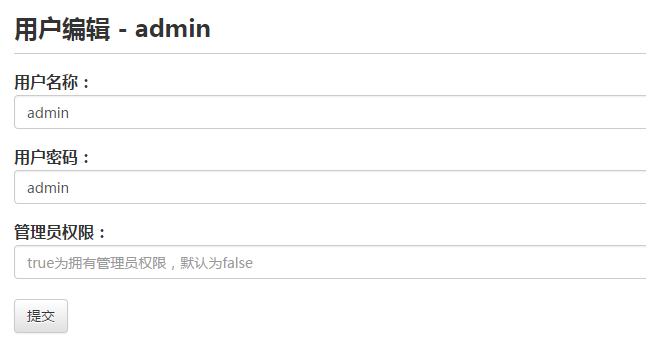 用户编辑 - admin
用户名称：
admin
用户密码：
admin
管理员权限：
true为拥有管理员权限，默认为false
提交